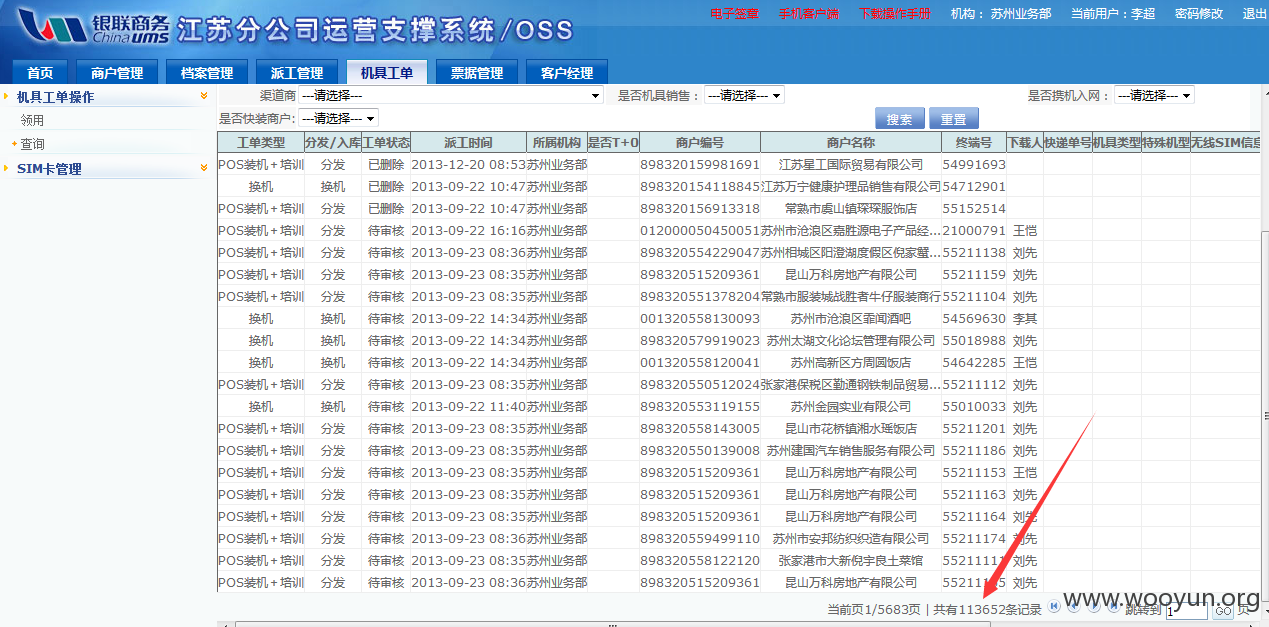 银联商务 China ums 江苏分公司运营支撑系统/OSS
电子签章 手机客户端 下载操作手册 机构：苏州业务部 当前用户：李超 密码修改 退出
首页 商户管理 档案管理 派工管理 机具工单 票据管理 客户经理
机具工单操作
领用
查询
SIM卡管理
渠道商 ---请选择--- 是否机具销售： ---请选择--- 是否携机入网： ---请选择---
是否快装商户： ---请选择---
搜索 重置
工单类型 分发/入库 工单状态 派工时间 所属机构 是否T+0 商户编号 商户名称 终端号 下载人 快递单号 机具类型 特殊机型 无线SIM信息
POS装机+培训 分发 已删除 2013-12-20 08:53 苏州业务部 898320159981691 江苏星工国际贸易有限公司 54991693
换机 换机 已删除 2013-09-22 10:47 苏州业务部 898320154118845 江苏万宁健康护理品销售有限公司 54712901
POS装机+培训 分发 已删除 2013-09-22 10:47 苏州业务部 898320156913318 常熟市虞山镇琛琛服饰店 55152514
POS装机+培训 分发 待审核 2013-09-22 16:16 苏州业务部 012000050450051 苏州市沧浪区嘉胜源电子产品经... 21000791 王恺
POS装机+培训 分发 待审核 2013-09-23 08:36 苏州业务部 898320554229047 苏州相城区阳澄湖度假区倪家蟹... 55211138 刘先
POS装机+培训 分发 待审核 2013-09-23 08:35 苏州业务部 898320515209361 昆山万科房地产有限公司 55211159 刘先
POS装机+培训 分发 待审核 2013-09-23 08:35 苏州业务部 898320551378204 常熟市服装城战胜者牛仔服装商行 55211104 刘先
换机 换机 待审核 2013-09-22 14:34 苏州业务部 001320558130093 苏州市沧浪区霏闻酒吧 54569630 李其
换机 换机 待审核 2013-09-22 14:34 苏州业务部 898320579919023 苏州太湖文化论坛管理有限公司 55018988 刘先
换机 换机 待审核 2013-09-22 14:34 苏州业务部 001320558120041 苏州高新区方周圆饭店 54642285 王恺
POS装机+培训 分发 待审核 2013-09-23 08:35 苏州业务部 898320550512024 张家港保税区勤通钢铁制品贸易... 55211112 刘先
换机 换机 待审核 2013-09-22 11:40 苏州业务部 898320553119155 苏州金园实业有限公司 55010033 刘先
POS装机+培训 分发 待审核 2013-09-23 08:35 苏州业务部 898320558143005 昆山市花桥镇湘水瑶饭店 55211201 刘先
POS装机+培训 分发 待审核 2013-09-23 08:35 苏州业务部 898320550139008 苏州建国汽车销售服务有限公司 55211186 刘先
POS装机+培训 分发 待审核 2013-09-23 08:35 苏州业务部 898320515209361 昆山万科房地产有限公司 55211153 王恺
POS装机+培训 分发 待审核 2013-09-23 08:35 苏州业务部 898320515209361 昆山万科房地产有限公司 55211163 刘先
POS装机+培训 分发 待审核 2013-09-23 08:35 苏州业务部 898320515209361 昆山万科房地产有限公司 55211164 刘先
POS装机+培训 分发 待审核 2013-09-23 08:36 苏州业务部 898320559499110 苏州市安邦纺织织造有限公司 55211174 刘先
POS装机+培训 分发 待审核 2013-09-23 08:35 苏州业务部 898320558122120 张家港市大新倪宇良土菜馆 刘先
POS装机+培训 分发 待审核 2013-09-23 08:36 苏州业务部 898320515209361 昆山万科房地产有限公司 刘先
当前页1/5683页 | 共有113652条记录 跳转到 1 GO 页
www.wooyun.org